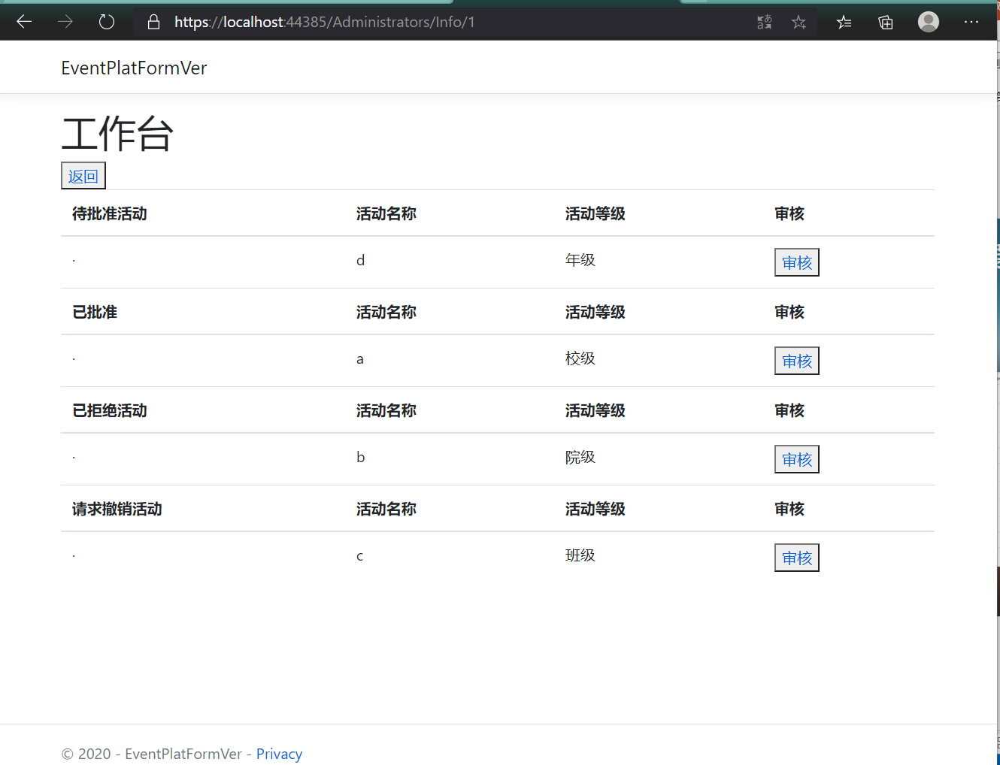 https://localhost:44385/Administrators/Info/1
EventPlatFormVer
工作台
返回
待批准活动 活动名称 活动等级 审核
· d 年级 审核
已批准 活动名称 活动等级 审核
· a 校级 审核
已拒绝活动 活动名称 活动等级 审核
· b 院级 审核
请求撤销活动 活动名称 活动等级 审核
· c 班级 审核
© 2020 - EventPlatFormVer - Privacy